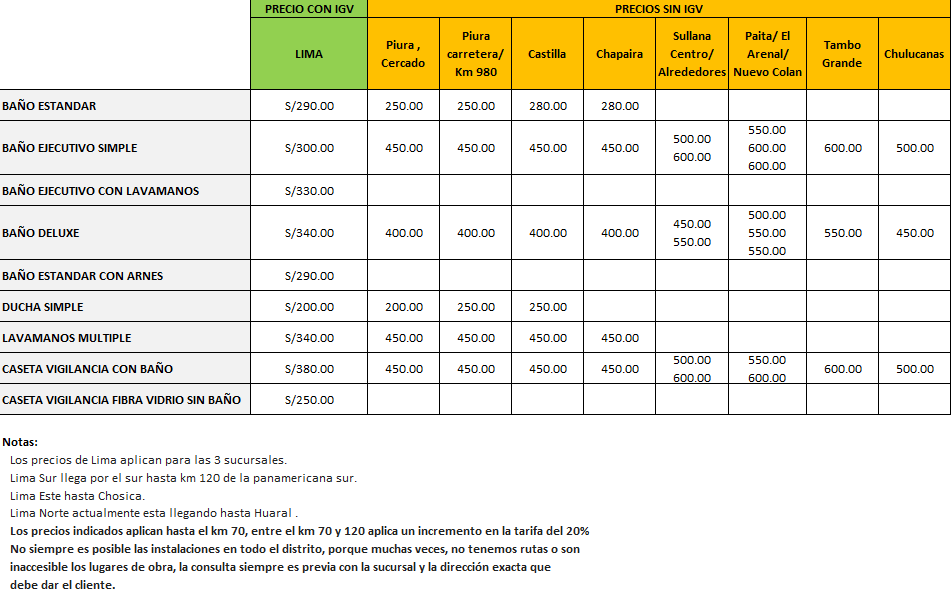 PRECIO CON IGV PRECIOS SIN IGV
LIMA Piura , Cercado Piura carretera/ Km 980 Castilla Chapaira Sullana Centro/ Alrededores Paita/ El Arenal/ Nuevo Colan Tambo Grande Chulucanas
BAÑO ESTANDAR S/290.00 250.00 250.00 280.00 280.00
BAÑO EJECUTIVO SIMPLE S/300.00 450.00 450.00 450.00 450.00 500.00 600.00 550.00 600.00 600.00 600.00 500.00
BAÑO EJECUTIVO CON LAVAMANOS S/330.00
BAÑO DELUXE S/340.00 400.00 400.00 400.00 400.00 450.00 550.00 500.00 550.00 550.00 550.00 450.00
BAÑO ESTANDAR CON ARNES S/290.00
DUCHA SIMPLE S/200.00 200.00 250.00 250.00
LAVAMANOS MULTIPLE S/340.00 450.00 450.00 450.00 450.00
CASETA VIGILANCIA CON BAÑO S/380.00 450.00 450.00 450.00 450.00 500.00 600.00 550.00 600.00 600.00 500.00
CASETA VIGILANCIA FIBRA VIDRIO SIN BAÑO S/250.00
Notas:
Los precios de Lima aplican para las 3 sucursales.
Lima Sur llega por el sur hasta km 120 de la panamericana sur.
Lima Este hasta Chosica.
Lima Norte actualmente esta llegando hasta Huaral .
Los precios indicados aplican hasta el km 70, entre el km 70 y 120 aplica un incremento en la tarifa del 20%
No siempre es posible las instalaciones en todo el distrito, porque muchas veces, no tenemos rutas o son
inaccesible los lugares de obra, la consulta siempre es previa con la sucursal y la dirección exacta que
debe dar el cliente.